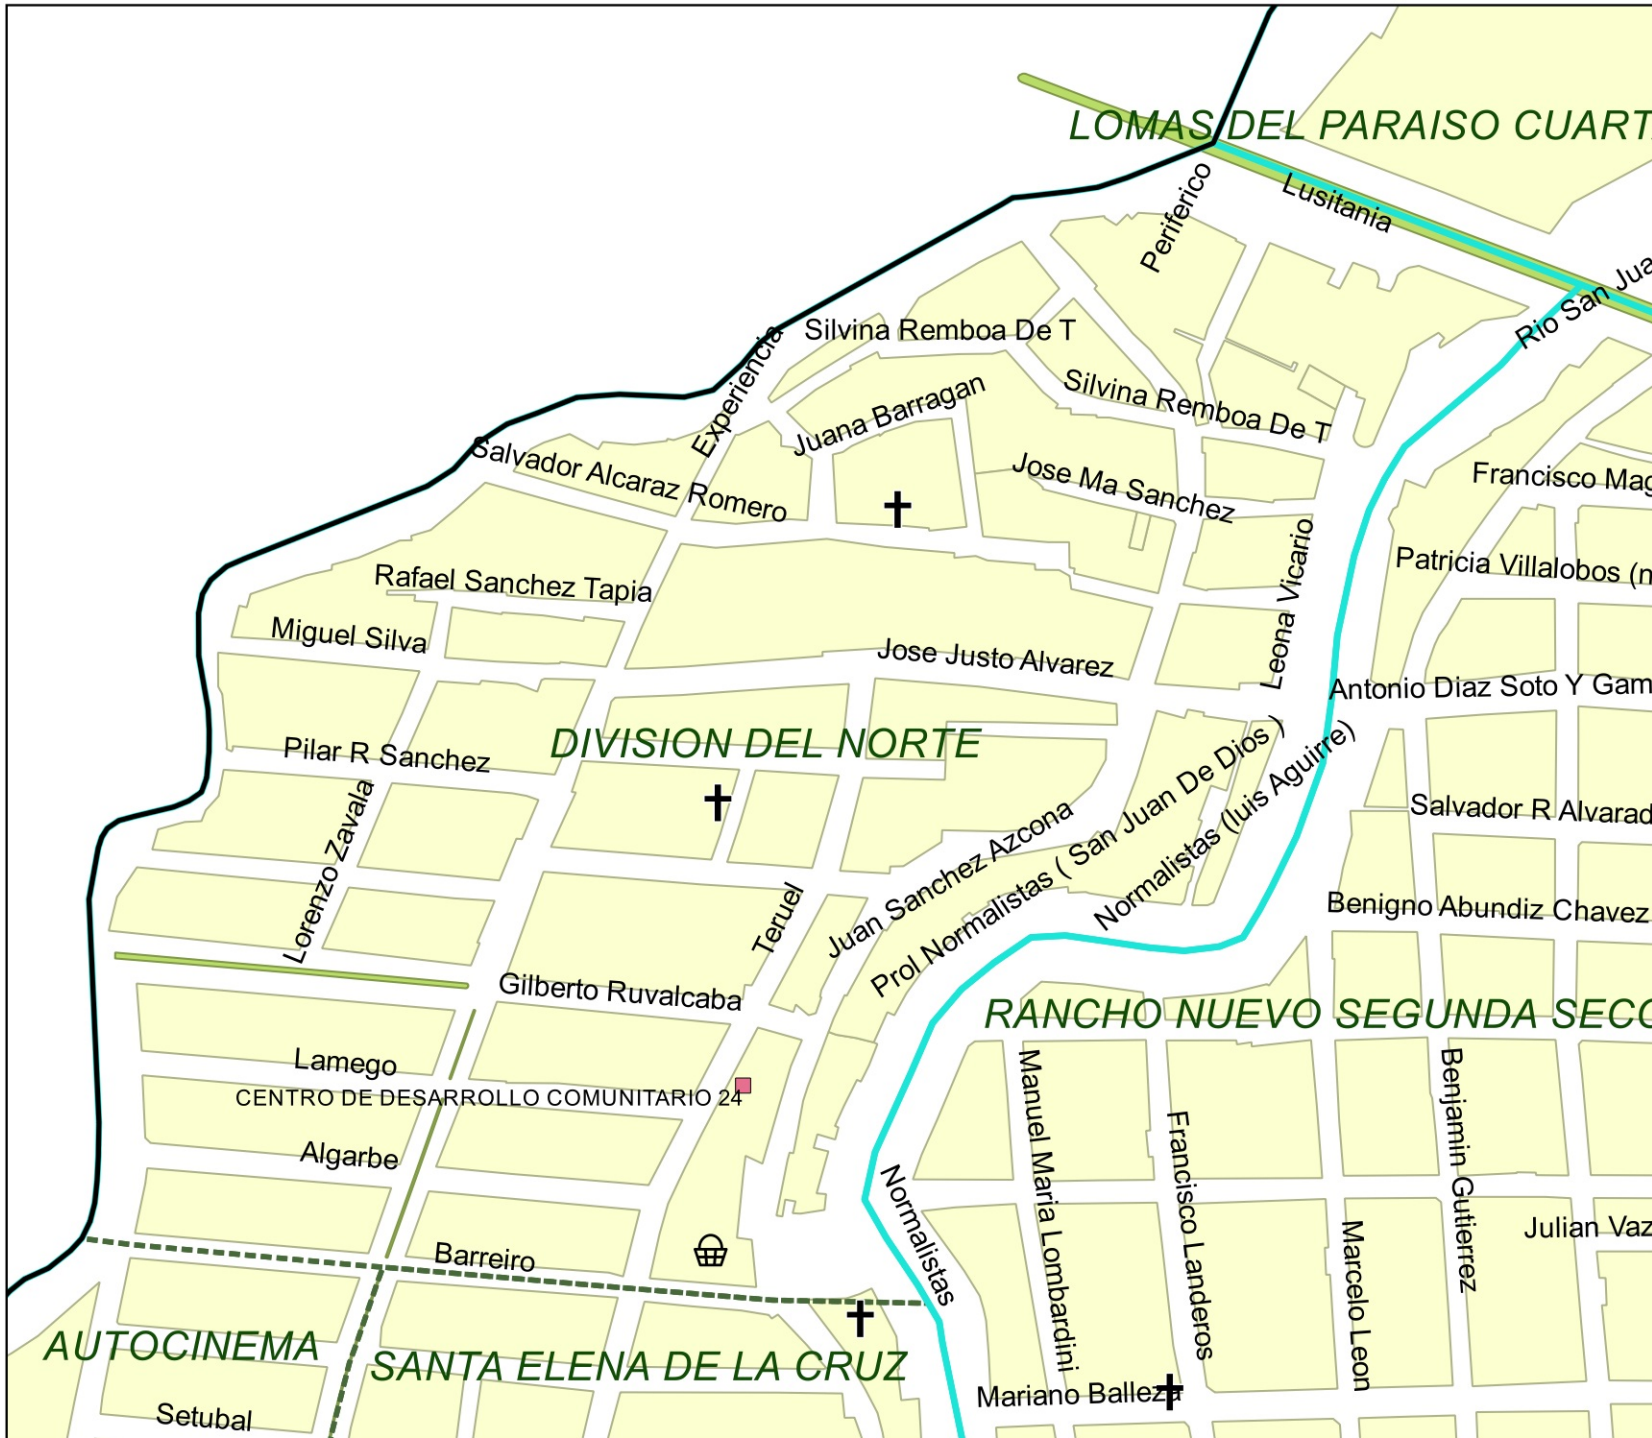 LOMAS DEL PARAISO CUART
Periferico
Lusitania
Rio San Jua
Silvina Remboa De T
Experiencia
Juana Barragan
Silvina Remboa De T
Salvador Alcaraz Romero
Jose Ma Sanchez
Francisco Mag
Patricia Villalobos (n
Rafael Sanchez Tapia
Leona Vicario
Miguel Silva
Jose Justo Alvarez
Antonio Diaz Soto Y Gam
DIVISION DEL NORTE
Pilar R Sanchez
Lorenzo Zavala
Salvador R Alvarad
Juan Sanchez Azcona
Prol Normalistas ( San Juan De Dios )
Normalistas (luis Aguirre)
Teruel
Benigno Abundiz Chavez
Gilberto Ruvalcaba
RANCHO NUEVO SEGUNDA SECC
Lamego
CENTRO DE DESARROLLO COMUNITARIO 24
Algarbe
Manuel Maria Lombardini
Francisco Landeros
Benjamin Gutierrez
Normalistas
Marcelo Leon
Julian Vaz
Barreiro
AUTOCINEMA
SANTA ELENA DE LA CRUZ
Mariano Balleza
Setubal